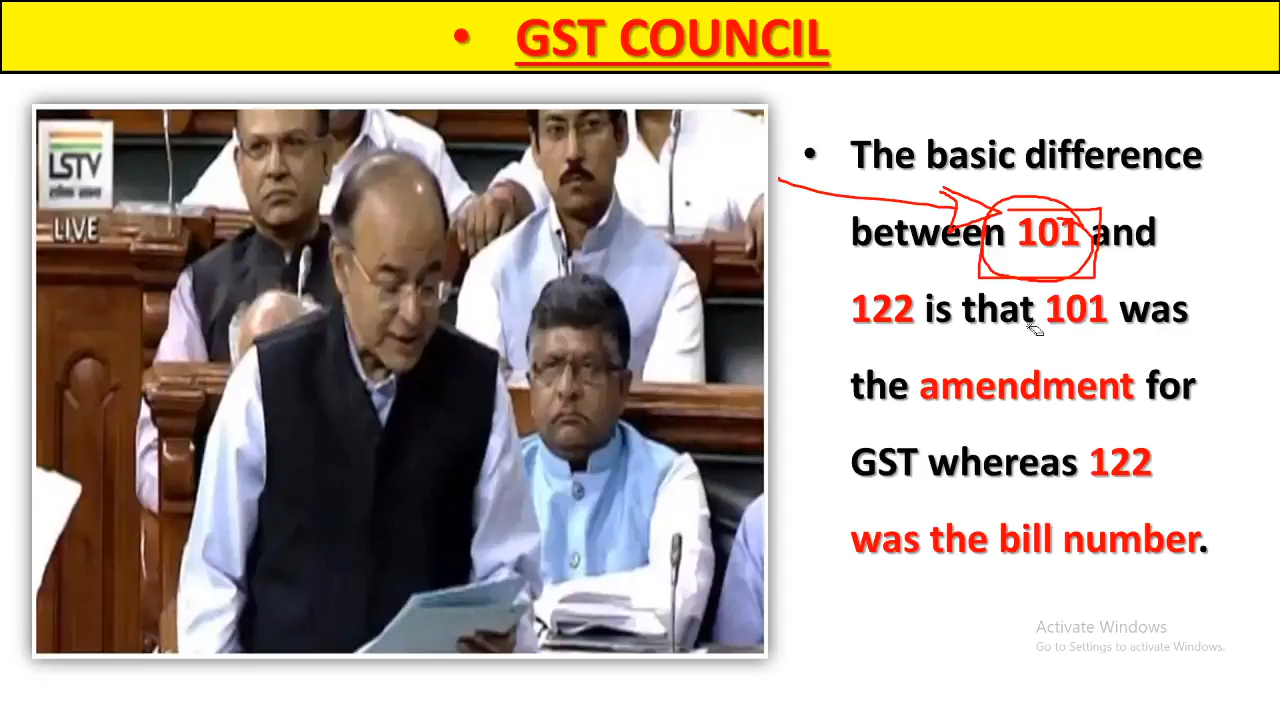 • GST COUNCIL
LSTV
LIVE
• The basic difference
between 101 and
122 is that 101 was
the amendment for
GST whereas 122
was the bill number.
Activate Windows
Go to Settings to activate Windows.